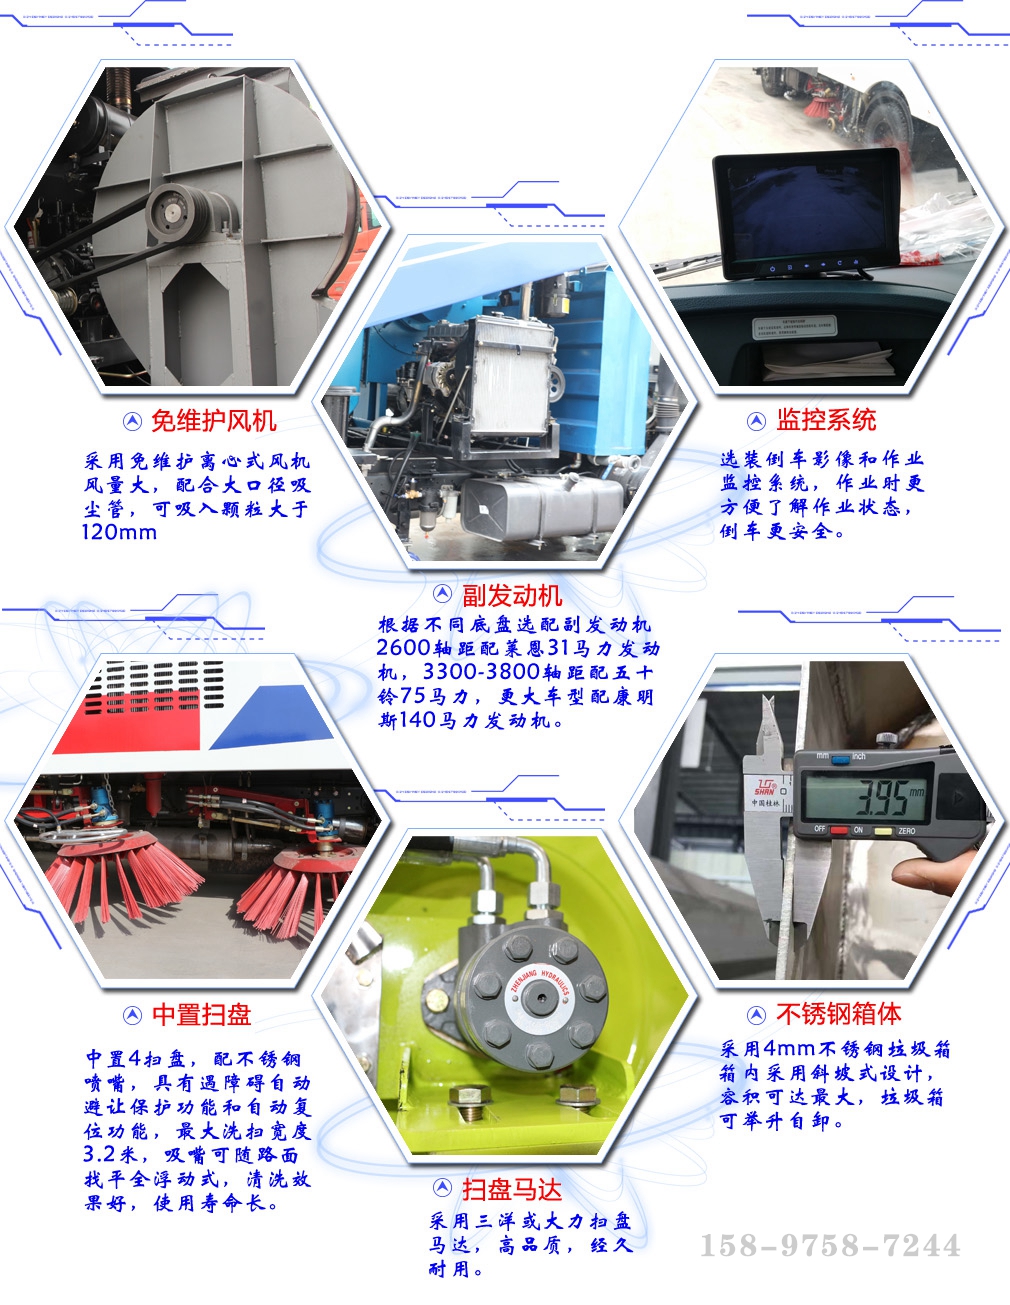 免维护风机
采用免维护离心式风机
风量大，配合大口径吸
尘管，可吸入颗粒大于
120mm
监控系统
选装倒车影像和作业
监控系统，作业时更
方便了解作业状态，
倒车更安全。
副发动机
根据不同底盘选配副发动机
2600轴距配莱恩31马力发动
机，3300-3800轴距配五十
铃75马力，更大车型配康明
斯140马力发动机。
mm
inch
SHAN
中国桂林
3.95mm
OFF
ON
ZERO
中置扫盘
中置4扫盘，配不锈钢
喷嘴，具有遇障碍自动
避让保护功能和自动复
位功能，最大洗扫宽度
3.2米，吸嘴可随路面
找平全浮动式，清洗效
果好，使用寿命长。
ZHENJIANG HYDRAULICS
不锈钢箱体
采用4mm不锈钢垃圾箱
箱内采用斜坡式设计，
容积可达最大，垃圾箱
可举升自卸。
扫盘马达
采用三洋或大力扫盘
马达，高品质，经久
耐用。
158-9758-7244